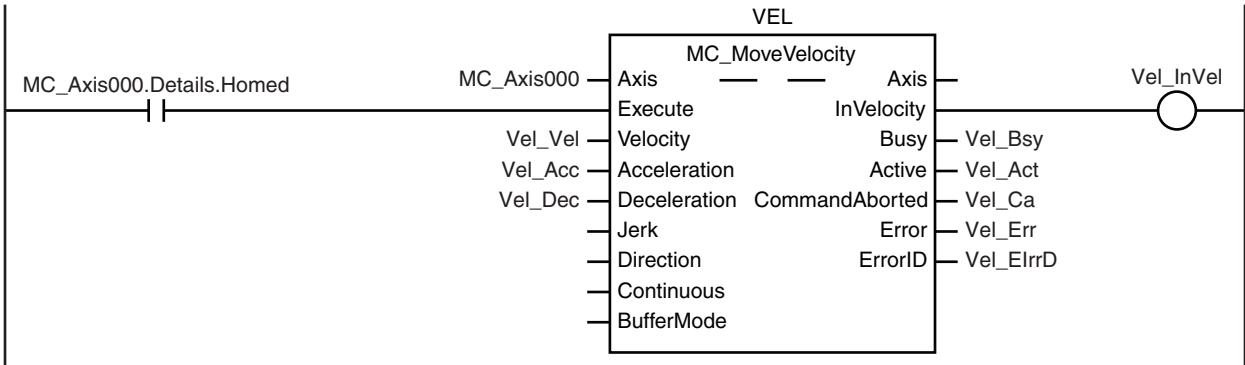 VEL
MC_MoveVelocity
MC_Axis000.Details.Homed
MC_Axis000 Axis Axis
Vel_InVel
Execute InVelocity
Vel_Vel Velocity Busy Vel_Bsy
Vel_Acc Acceleration Active Vel_Act
Vel_Dec Deceleration CommandAborted Vel_Ca
Jerk Error Vel_Err
Direction ErrorID Vel_EIrrD
Continuous
BufferMode